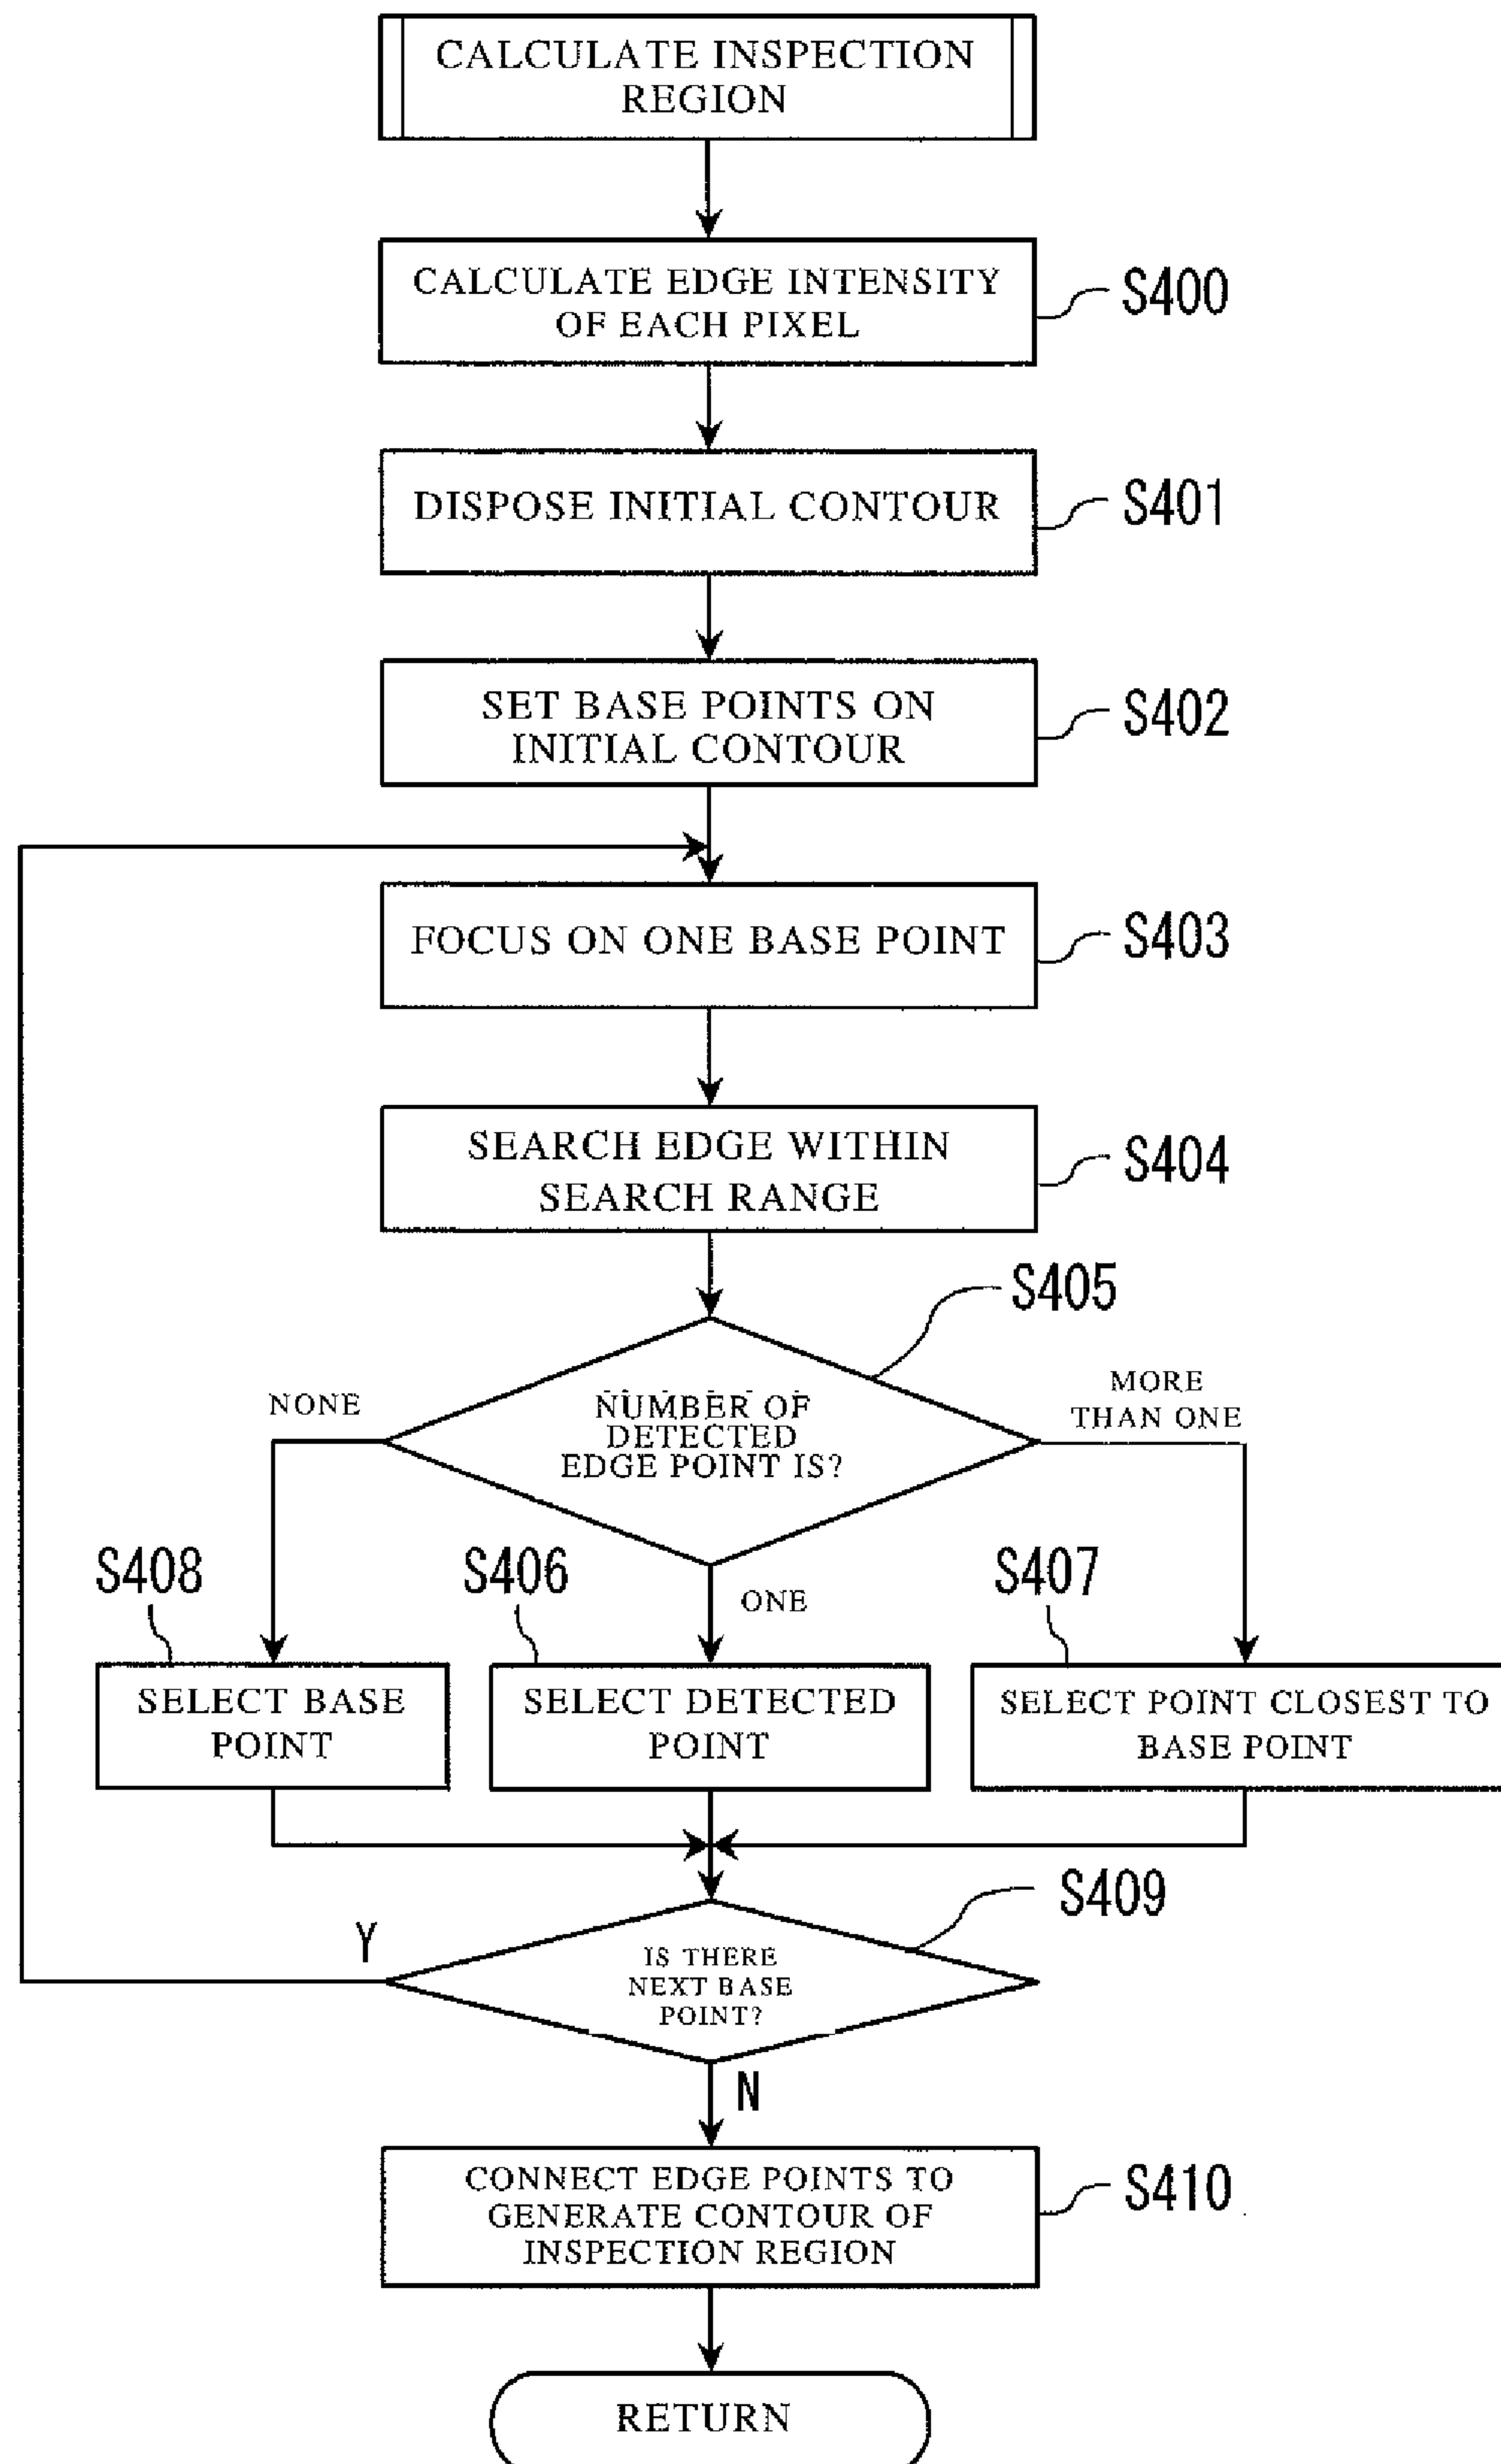 CALCULATE INSPECTION
REGION
CALCULATE EDGE INTENSITY
OF EACH PIXEL
S400
DISPOSE INITIAL CONTOUR
S401
SET BASE POINTS ON
INITIAL CONTOUR
S402
FOCUS ON ONE BASE POINT
S403
SEARCH EDGE WITHIN
SEARCH RANGE
S404
S405
NUMBER OF
DETECTED
EDGE POINT IS?
NONE
MORE
THAN ONE
ONE
S408
SELECT BASE
POINT
S406
SELECT DETECTED
POINT
S407
SELECT POINT CLOSEST TO
BASE POINT
S409
IS THERE
NEXT BASE
POINT?
Y
N
CONNECT EDGE POINTS TO
GENERATE CONTOUR OF
INSPECTION REGION
S410
RETURN